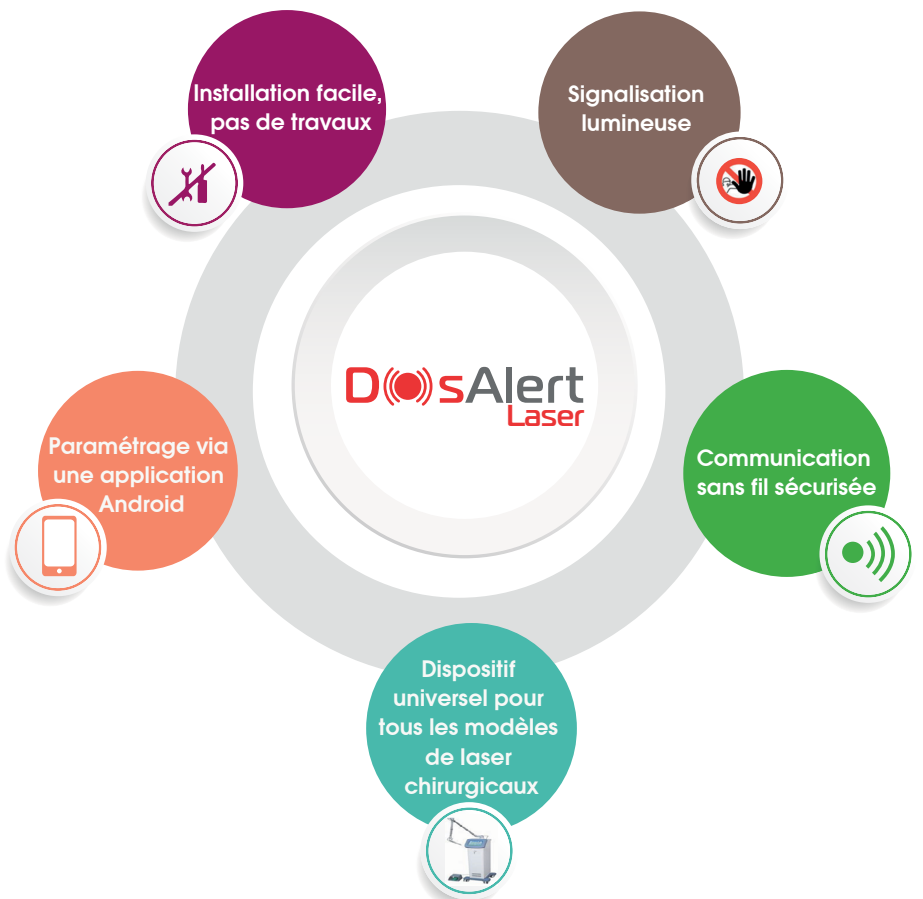 Installation facile,
pas de travaux
Signalisation
lumineuse
DosAlert
Laser
Paramétrage via
une application
Android
Communication
sans fil sécurisée
Dispositif
universel pour
tous les modèles
de laser
chirurgicaux